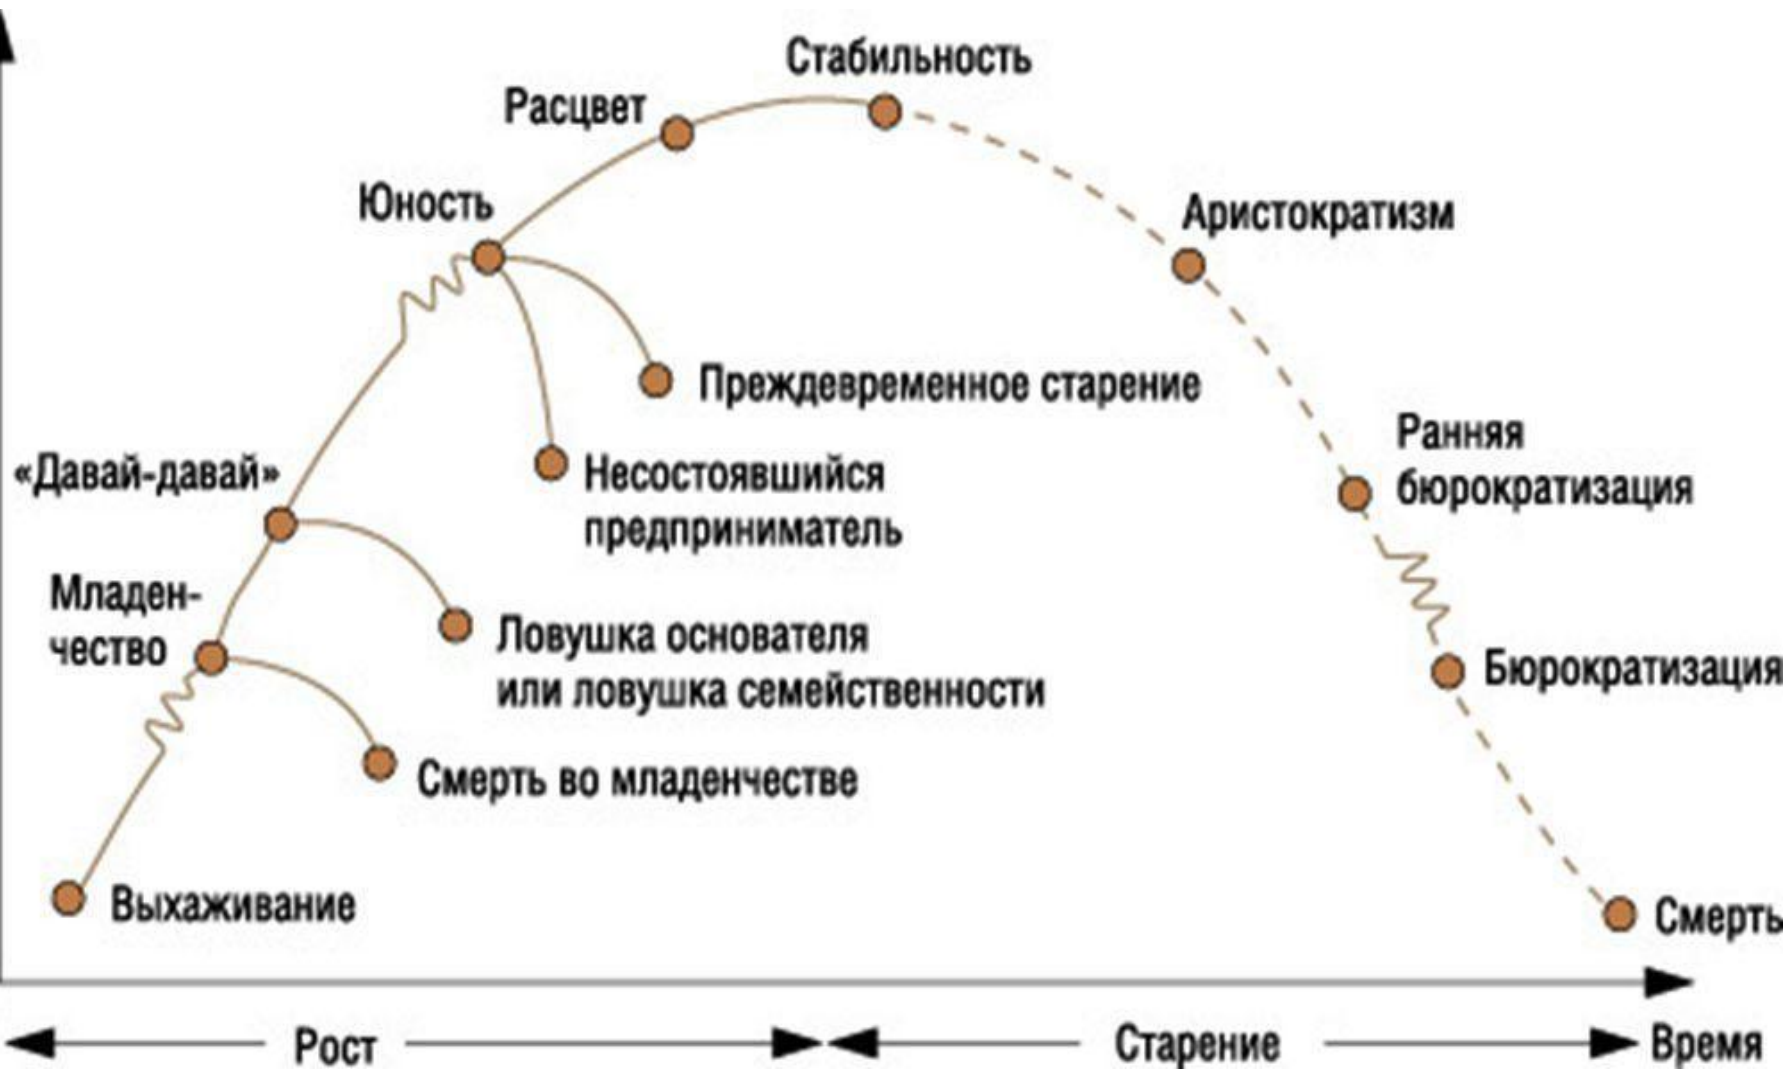 Стабильность
Расцвет
Юность
Аристократизм
Преждевременное старение
Ранняя
бюрократизация
«Давай-давай»
Несостоявшийся
предприниматель
Младен-
чество
Ловушка основателя
или ловушка семейственности
Бюрократизация
Смерть во младенчестве
Выхаживание
Смерть
Рост
Старение
Время